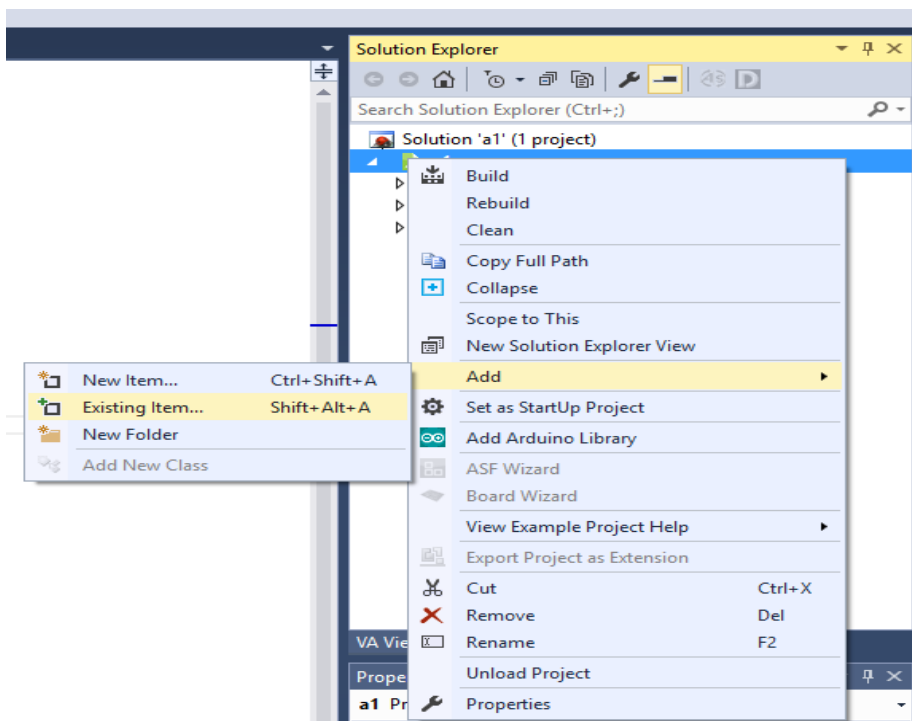 Solution Explorer
Search Solution Explorer (Ctrl+;)
Solution 'a1' (1 project)
Build
Rebuild
Clean
Copy Full Path
Collapse
Scope to This
New Solution Explorer View
Add
New Item... Ctrl+Shift+A
Existing Item... Shift+Alt+A
New Folder
Add New Class
Set as StartUp Project
Add Arduino Library
ASF Wizard
Board Wizard
View Example Project Help
Export Project as Extension
Cut Ctrl+X
Remove Del
Rename F2
Unload Project
Properties
VA Vie
Prope
a1 Pr